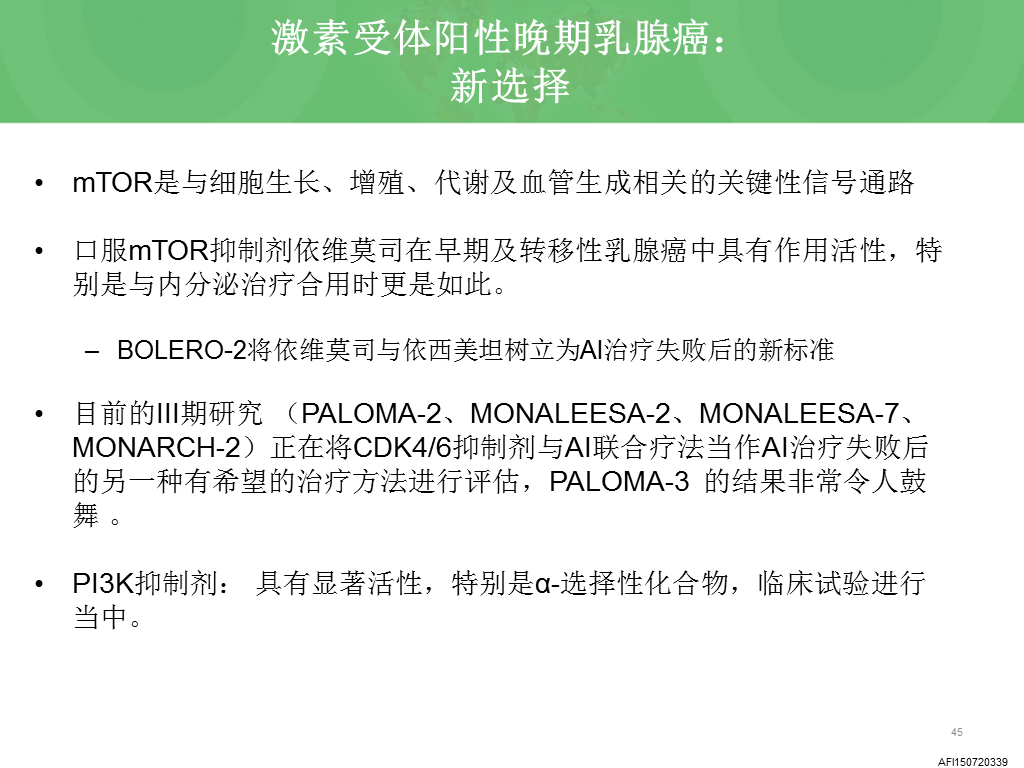 激素受体阳性晚期乳腺癌：
新选择
• mTOR是与细胞生长、增殖、代谢及血管生成相关的关键性信号通路
• 口服mTOR抑制剂依维莫司在早期及转移性乳腺癌中具有作用活性，特
别是与内分泌治疗合用时更是如此。
– BOLERO-2将依维莫司与依西美坦树立为AI治疗失败后的新标准
• 目前的III期研究 （PALOMA-2、MONALEESA-2、MONALEESA-7、
MONARCH-2）正在将CDK4/6抑制剂与AI联合疗法当作AI治疗失败后
的另一种有希望的治疗方法进行评估，PALOMA-3 的结果非常令人鼓
舞 。
• PI3K抑制剂： 具有显著活性，特别是α-选择性化合物，临床试验进行
当中。
45
AFI150720339